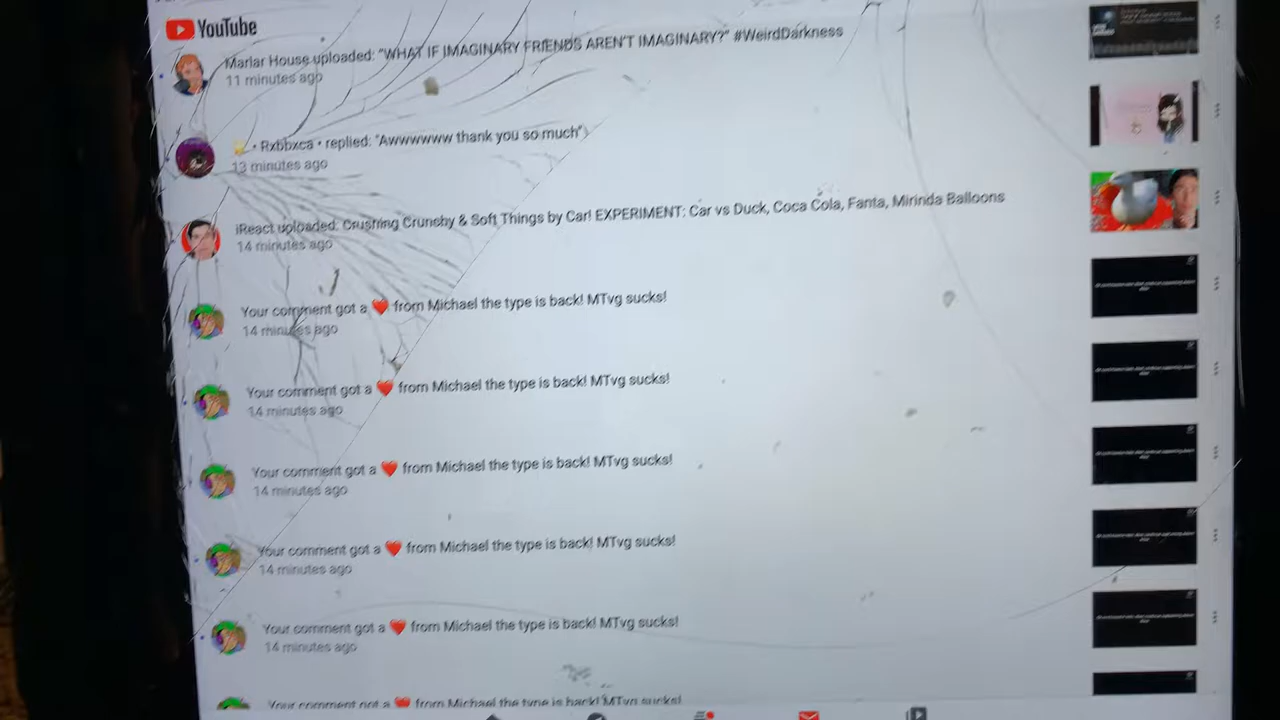 YouTube
Marlar House uploaded: "WHAT IF IMAGINARY FRIENDS AREN'T IMAGINARY?" #WeirdDarkness
11 minutes ago
• Rxbbxca • replied: "Awwwwww thank you so much"
13 minutes ago
iReact uploaded: Crushing Crunchy & Soft Things by Car! EXPERIMENT: Car vs Duck, Coca Cola, Fanta, Mirinda Balloons
14 minutes ago
Your comment got a ❤️ from Michael the type is back! MTvg sucks!
14 minutes ago
Your comment got a ❤️ from Michael the type is back! MTvg sucks!
14 minutes ago
Your comment got a ❤️ from Michael the type is back! MTvg sucks!
14 minutes ago
Your comment got a ❤️ from Michael the type is back! MTvg sucks!
14 minutes ago
Your comment got a ❤️ from Michael the type is back! MTvg sucks!
14 minutes ago
Your comment got a ❤️ from Michael the type is back! MTvg sucks!